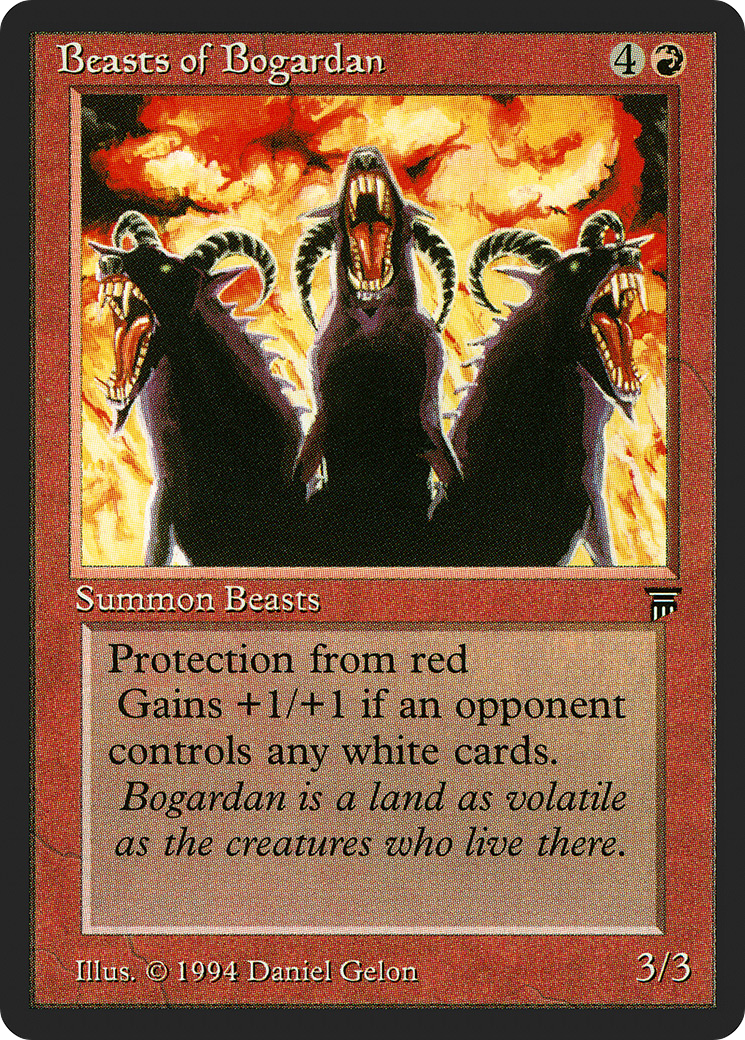 Beasts of Bogardan 4
Summon Beasts
Protection from red
Gains +1/+1 if an opponent
controls any white cards.
Bogardan is a land as volatile
as the creatures who live there.
Illus. © 1994 Daniel Gelon 3/3